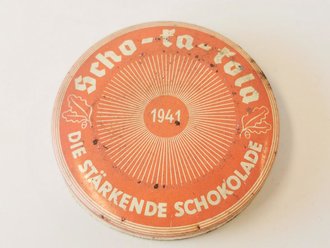 Scho-ka-kola
1941
DIE STÄRKENDE SCHOKOLADE